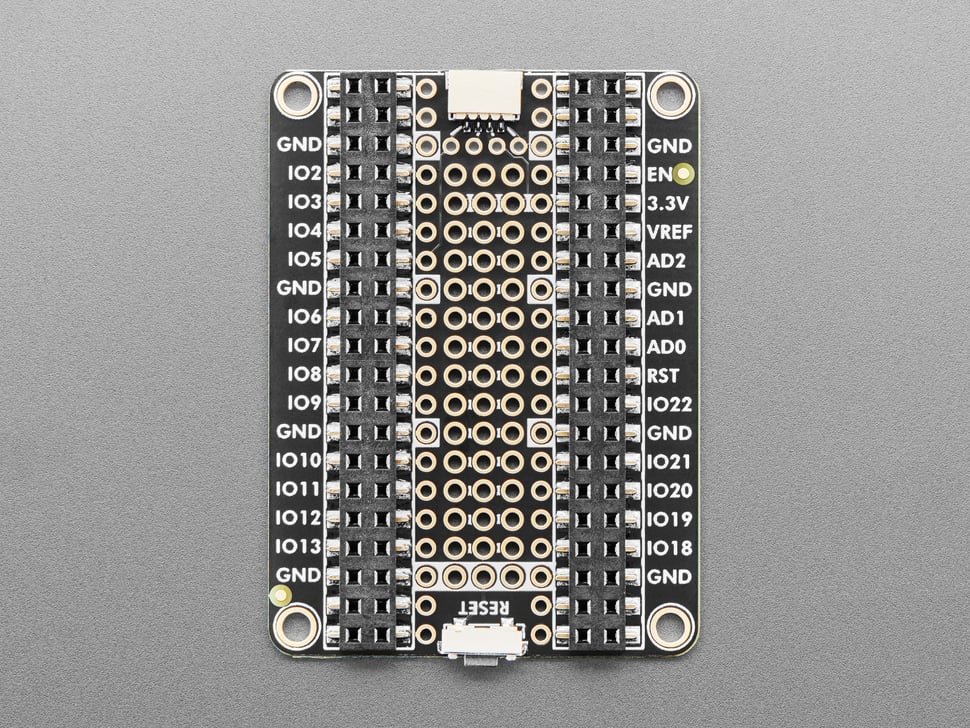 GND GND
IO2 EN
IO3 3.3V
IO4 VREF
IO5 AD2
GND GND
IO6 AD1
IO7 AD0
IO8 RST
IO9 IO22
GND GND
IO10 IO21
IO11 IO20
IO12 IO19
IO13 IO18
GND GND
RESET